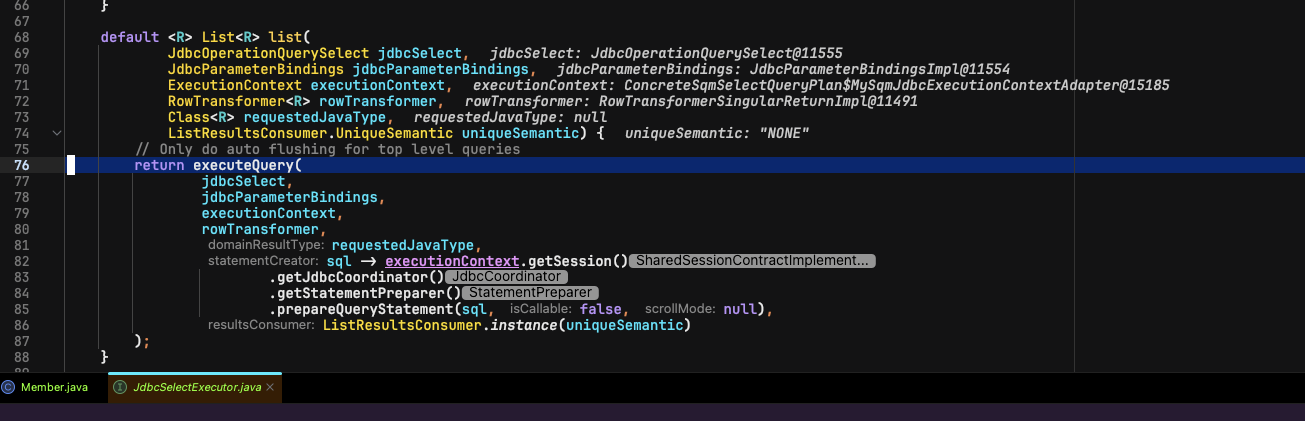 66 }
67
68 default <R> List<R> list(
69 JdbcOperationQuerySelect jdbcSelect, jdbcSelect: JdbcOperationQuerySelect@11555
70 JdbcParameterBindings jdbcParameterBindings, jdbcParameterBindings: JdbcParameterBindingsImpl@11554
71 ExecutionContext executionContext, executionContext: ConcreteSqmSelectQueryPlan$MySqmJdbcExecutionContextAdapter@15185
72 RowTransformer<R> rowTransformer, rowTransformer: RowTransformerSingularReturnImpl@11491
73 Class<R> requestedJavaType, requestedJavaType: null
74 ListResultsConsumer.UniqueSemantic uniqueSemantic) { uniqueSemantic: "NONE"
75 // Only do auto flushing for top level queries
76 return executeQuery(
77 jdbcSelect,
78 jdbcParameterBindings,
79 executionContext,
80 rowTransformer,
81 domainResultType: requestedJavaType,
82 statementCreator: sql -> executionContext.getSession() SharedSessionContractImplement...
83 .getJdbcCoordinator() JdbcCoordinator
84 .getStatementPreparer() StatementPreparer
85 .prepareQueryStatement(sql, isCallable: false, scrollMode: null),
86 resultsConsumer: ListResultsConsumer.instance(uniqueSemantic)
87 );
88 }
Member.java JdbcSelectExecutor.java